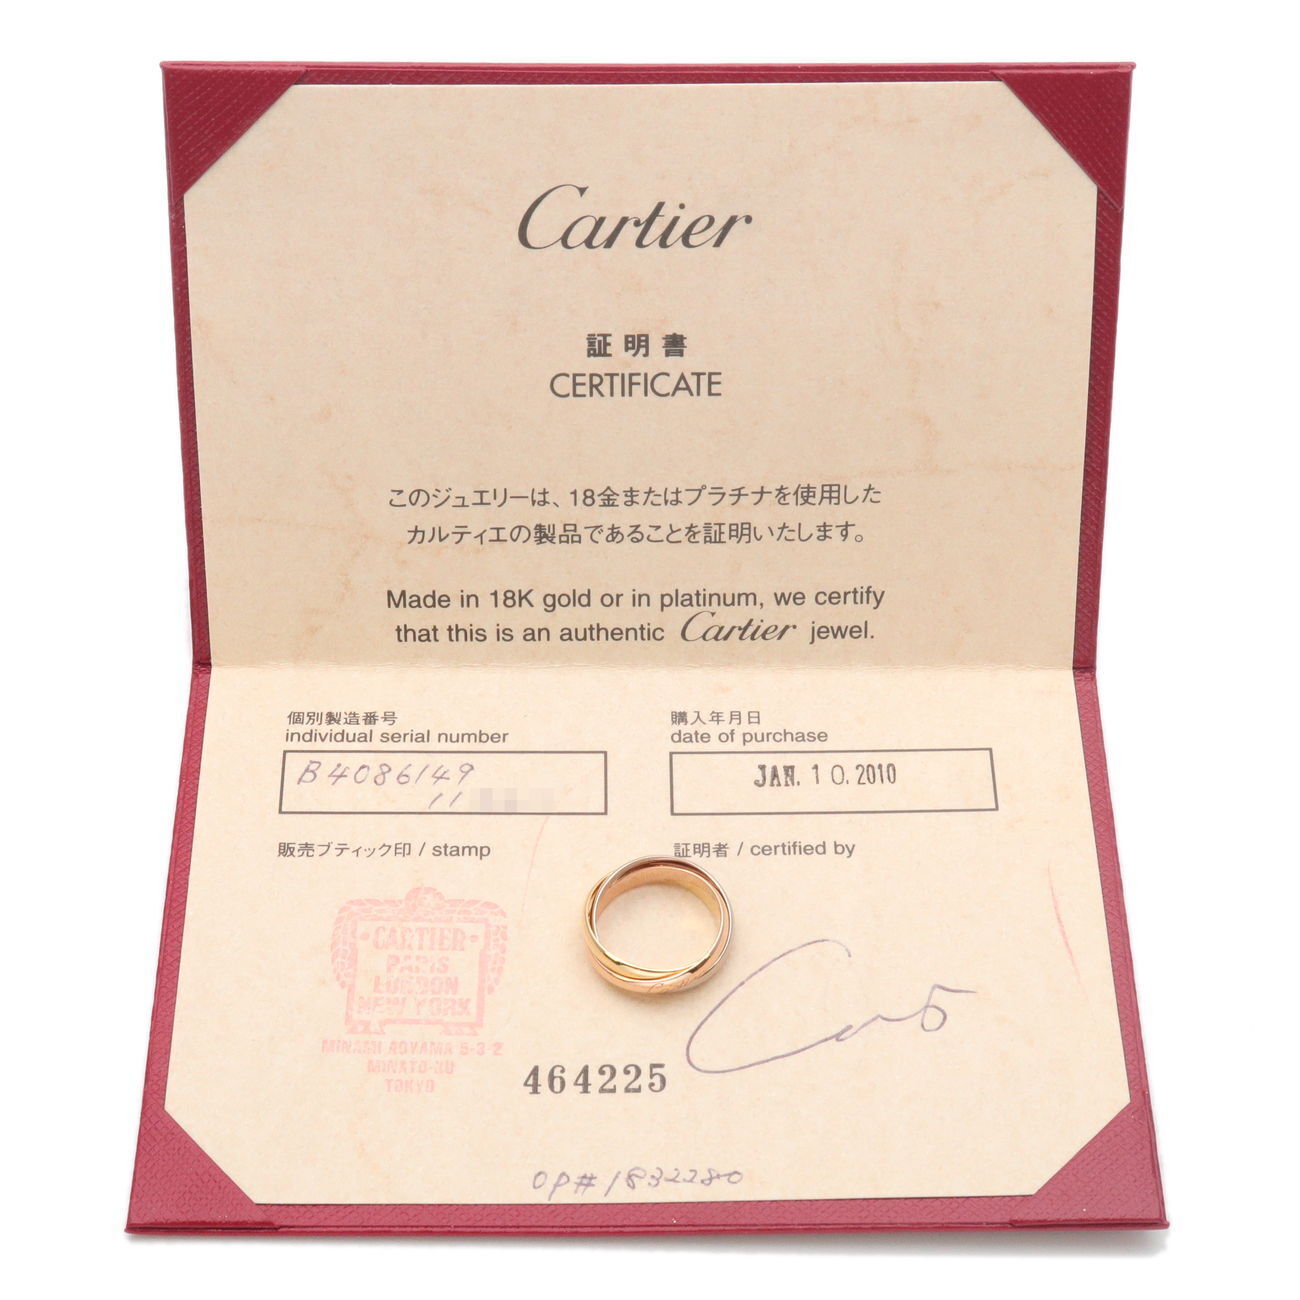 Cartier
証明書
CERTIFICATE
このジュエリーは、18金またはプラチナを使用した
カルティエの製品であることを証明いたします。
Made in 18K gold or in platinum, we certify
that this is an authentic Cartier jewel.
個別製造番号
individual serial number
B4086149
11
購入年月日
date of purchase
JAN. 10. 2010
販売ブティック印 / stamp
証明者 / certified by
CARTIER
PARIS
LONDON
NEW YORK
MINAMI AOYAMA 5-3-2
MINATO-KU
TOKYO
464225
OP# 1832280